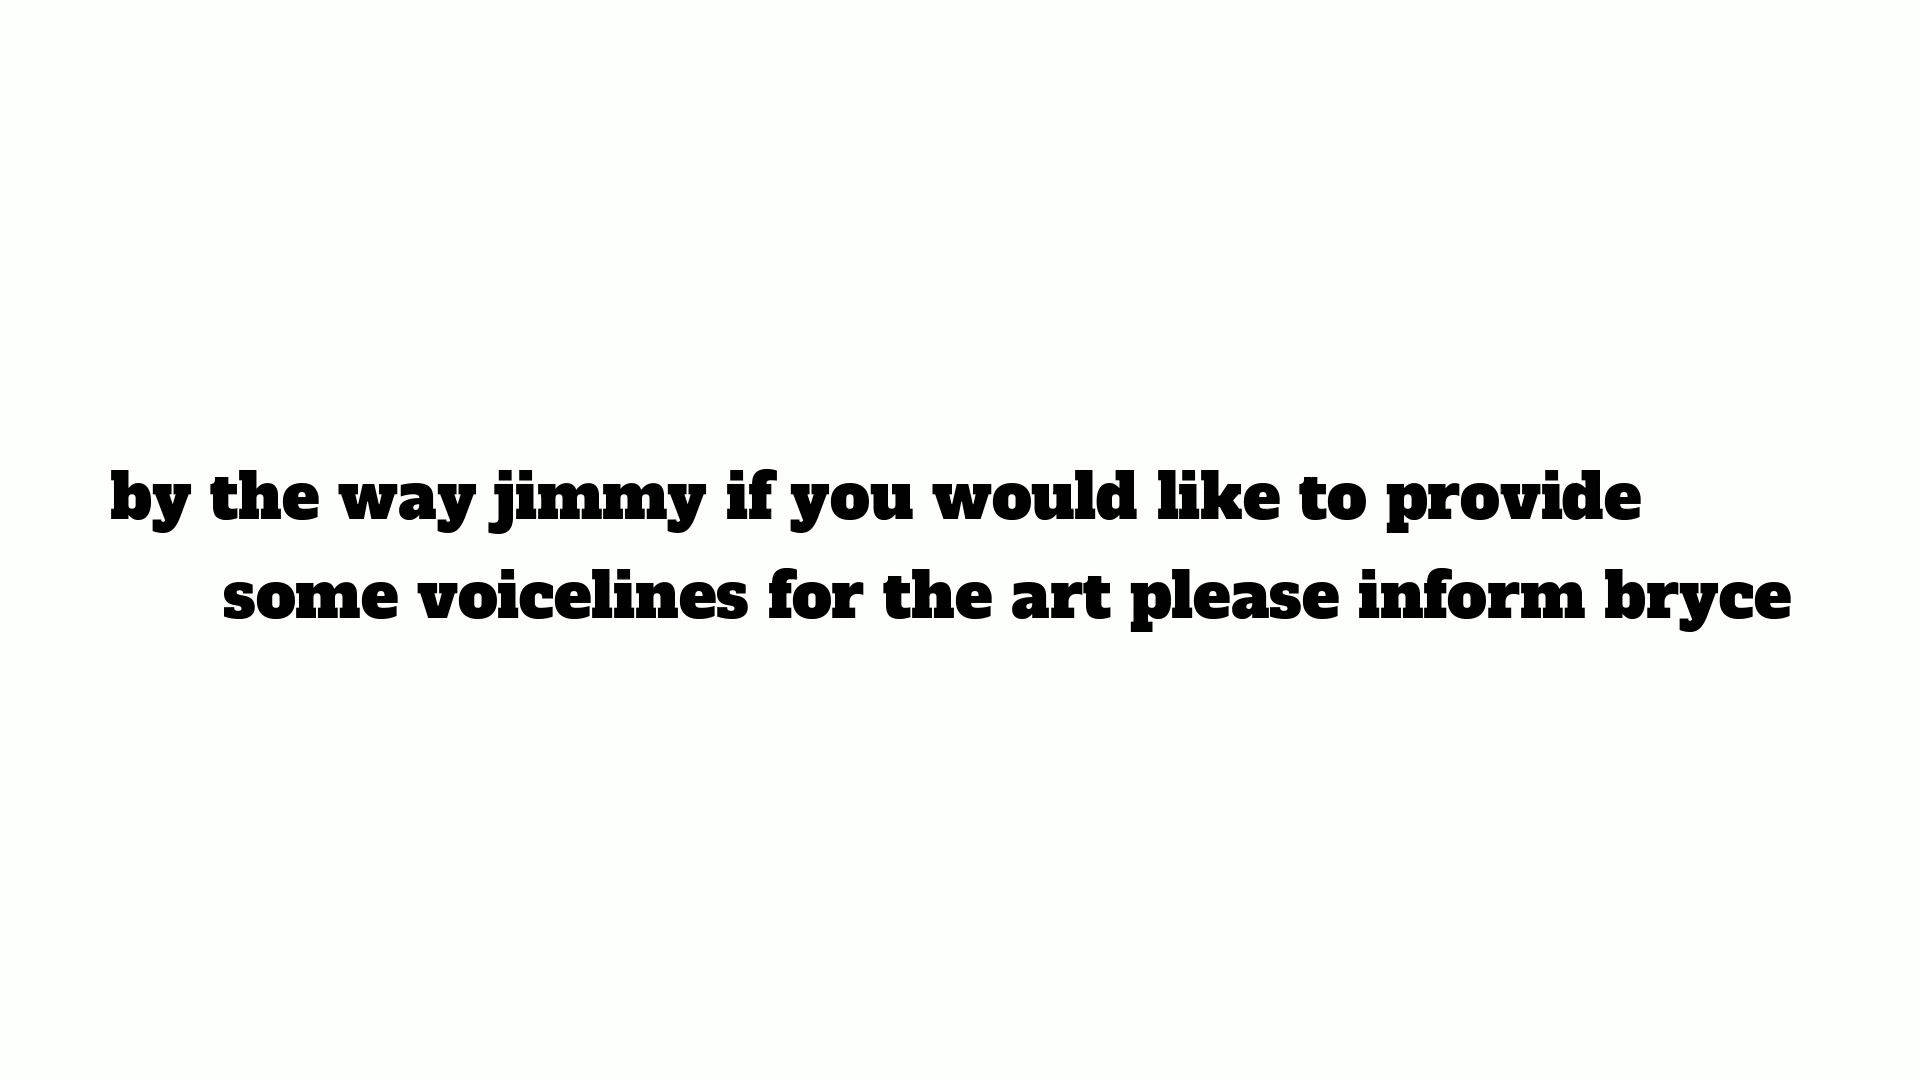 by the way jimmy if you would like to provide
some voicelines for the art please inform bryce